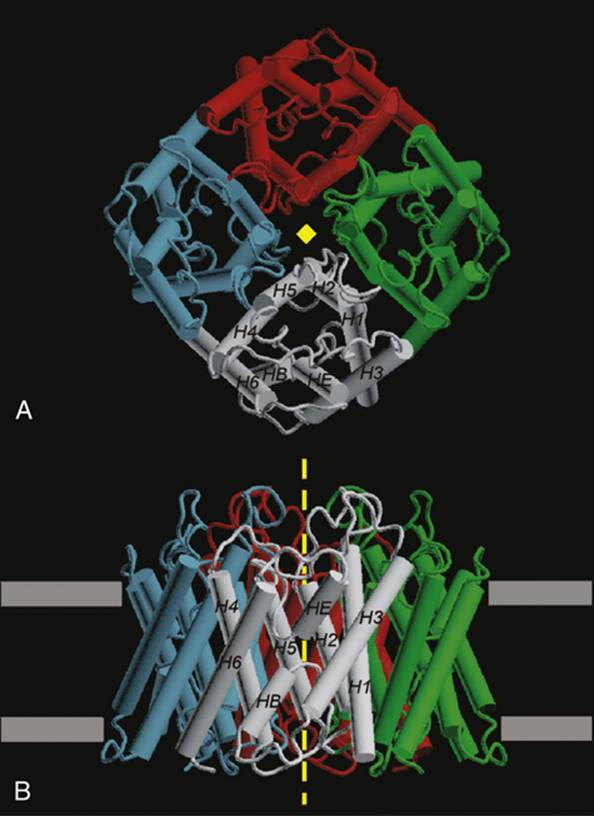 H5 H2
H4 H1
H6 HB HE H3
A
H4 HE H3
H5 H2
H6
HB H1
B